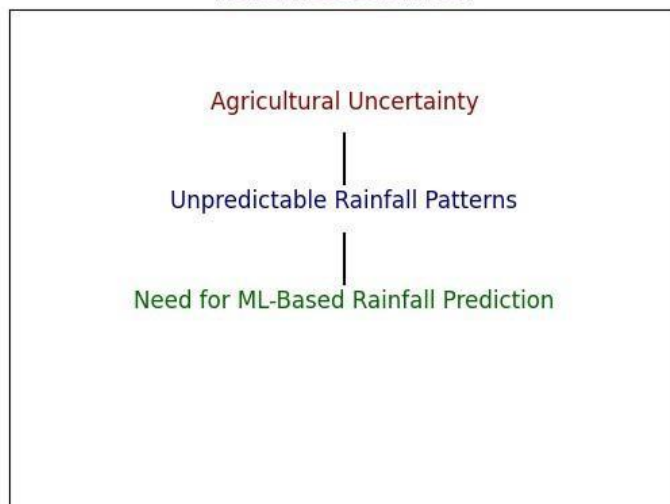 Agricultural Uncertainty
Unpredictable Rainfall Patterns
Need for ML-Based Rainfall Prediction